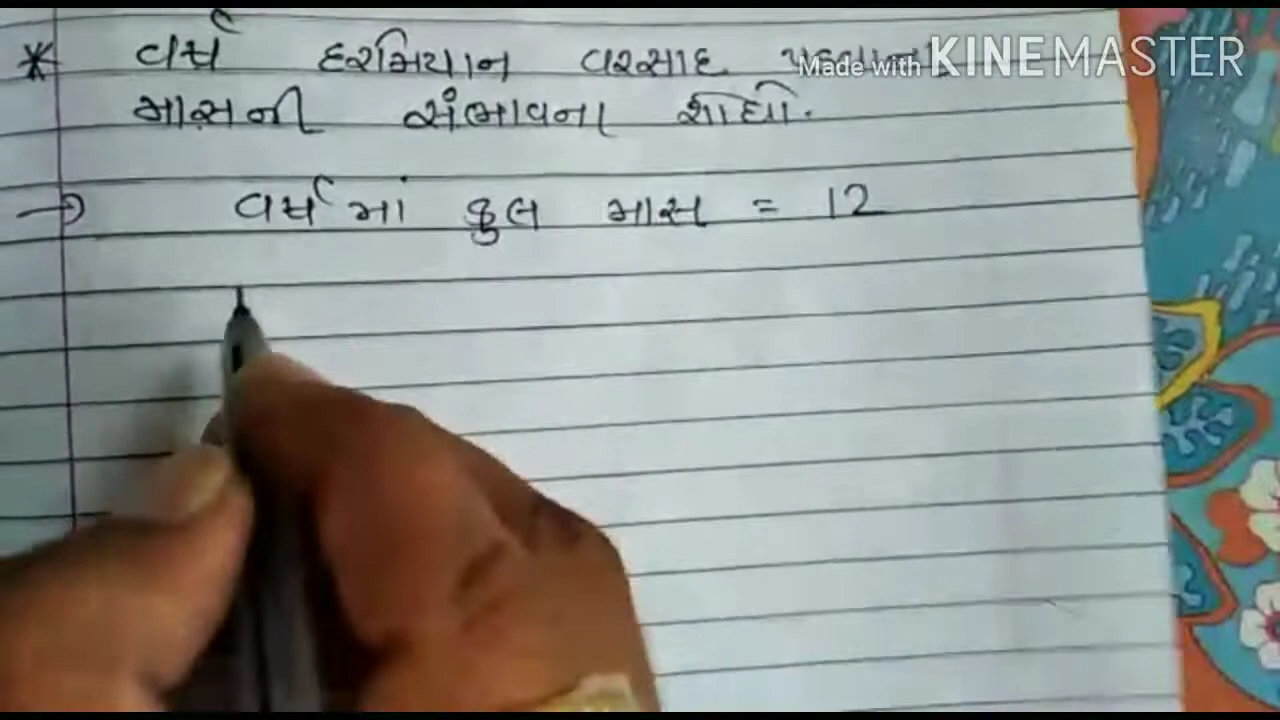 * વર્ષ દરમિયાન વરસાદ
Made with KINEMASTER
માસની સંભાવના શોધો.
→ વર્ષમાં કુલ માસ = 12